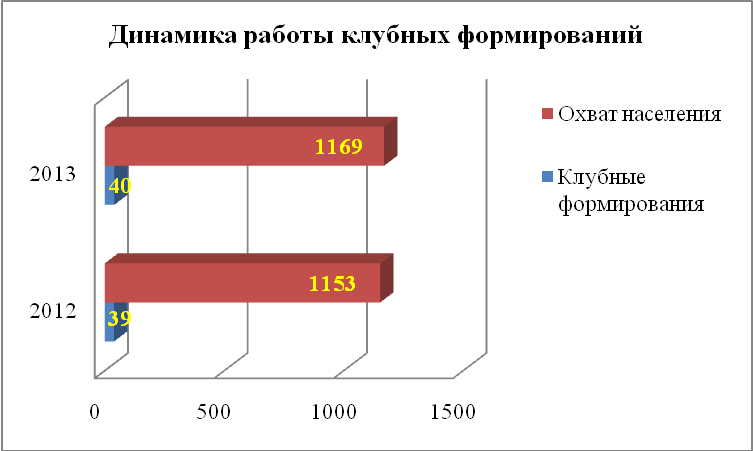 Динамика работы клубных формирований
2013
1169
40
2012
1153
39
0 500 1000 1500
Охват населения
Клубные
формирования